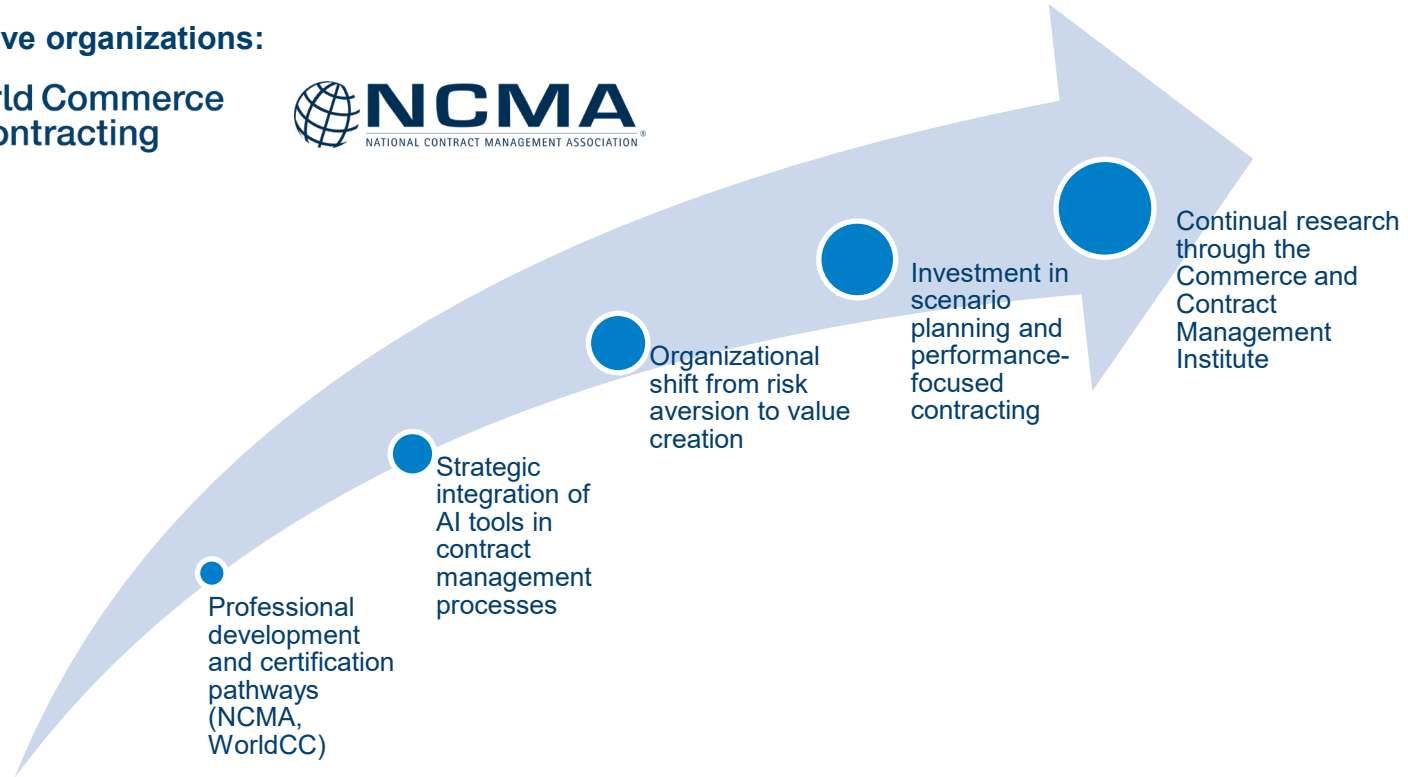 ve organizations:
rld Commerce
ontracting
NCMA
NATIONAL CONTRACT MANAGEMENT ASSOCIATION®
Continual research
through the
Commerce and
Contract
Management
Institute
Investment in
scenario
planning and
performance-
focused
contracting
Organizational
shift from risk
aversion to value
creation
Strategic
integration of
AI tools in
contract
management
processes
Professional
development
and certification
pathways
(NCMA,
WorldCC)